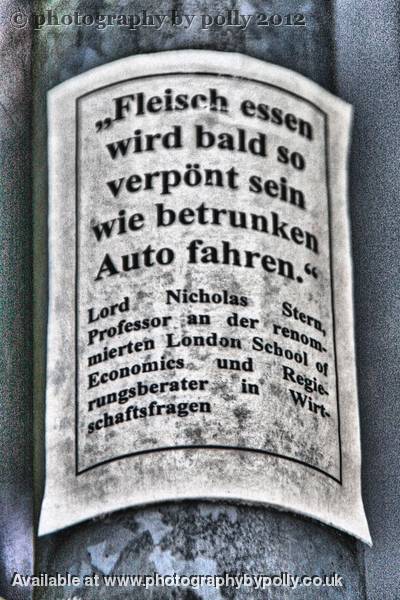 © photography by polly 2012
„Fleisch essen
wird bald so
verpönt sein
wie betrunken
Auto fahren.“
Lord Nicholas Stern,
Professor an der renom-
mierten London School of
Economics und Regie-
rungsberater in Wirt-
schaftsfragen
Available at www.photographybypolly.co.uk